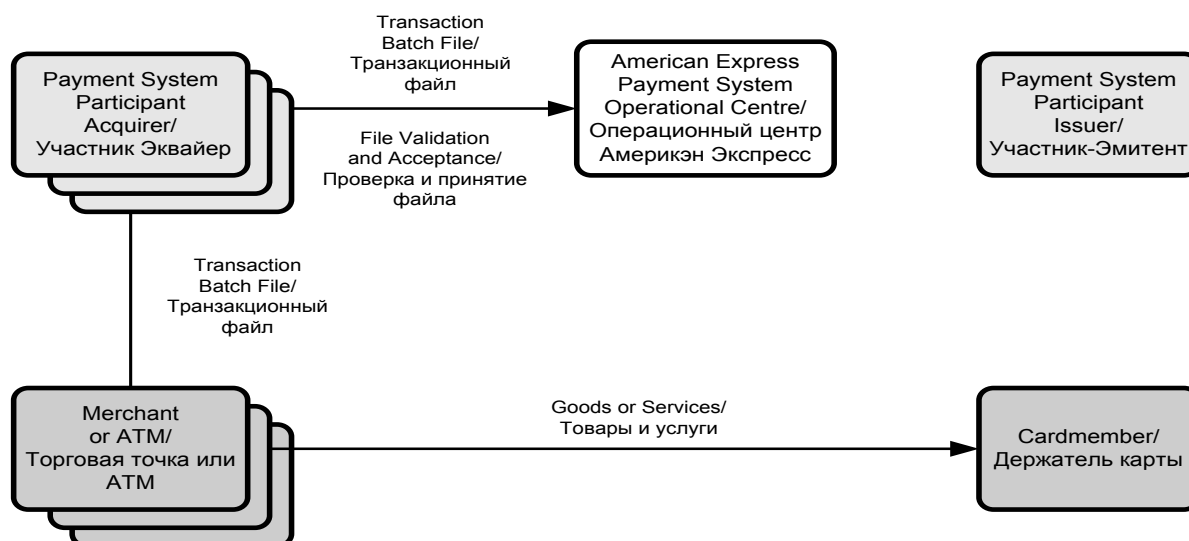 Transaction
Batch File/
Транзакционный
файл
Payment System
Participant
Acquirer/
Участник Эквайер
American Express
Payment System
Operational Centre/
Операционный центр
Америкэн Экспресс
Payment System
Participant
Issuer/
Участник-Эмитент
File Validation
and Acceptance/
Проверка и принятие
файла
Transaction
Batch File/
Транзакционный
файл
Merchant
or ATM/
Торговая точка или
АТМ
Goods or Services/
Товары и услуги
Cardmember/
Держатель карты